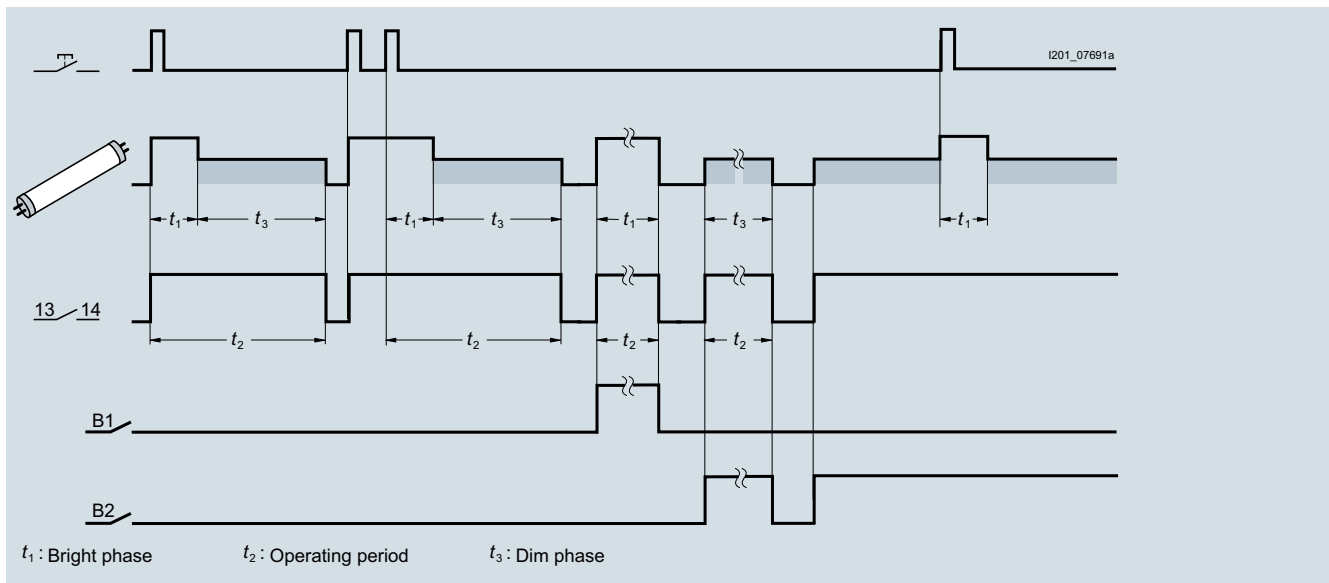 I201_07691a
t₁ t₃ t₁ t₃ t₁ t₃ t₁
13 14
t₂ t₂ t₂ t₂
B1
B2
t₁ : Bright phase t₂ : Operating period t₃ : Dim phase